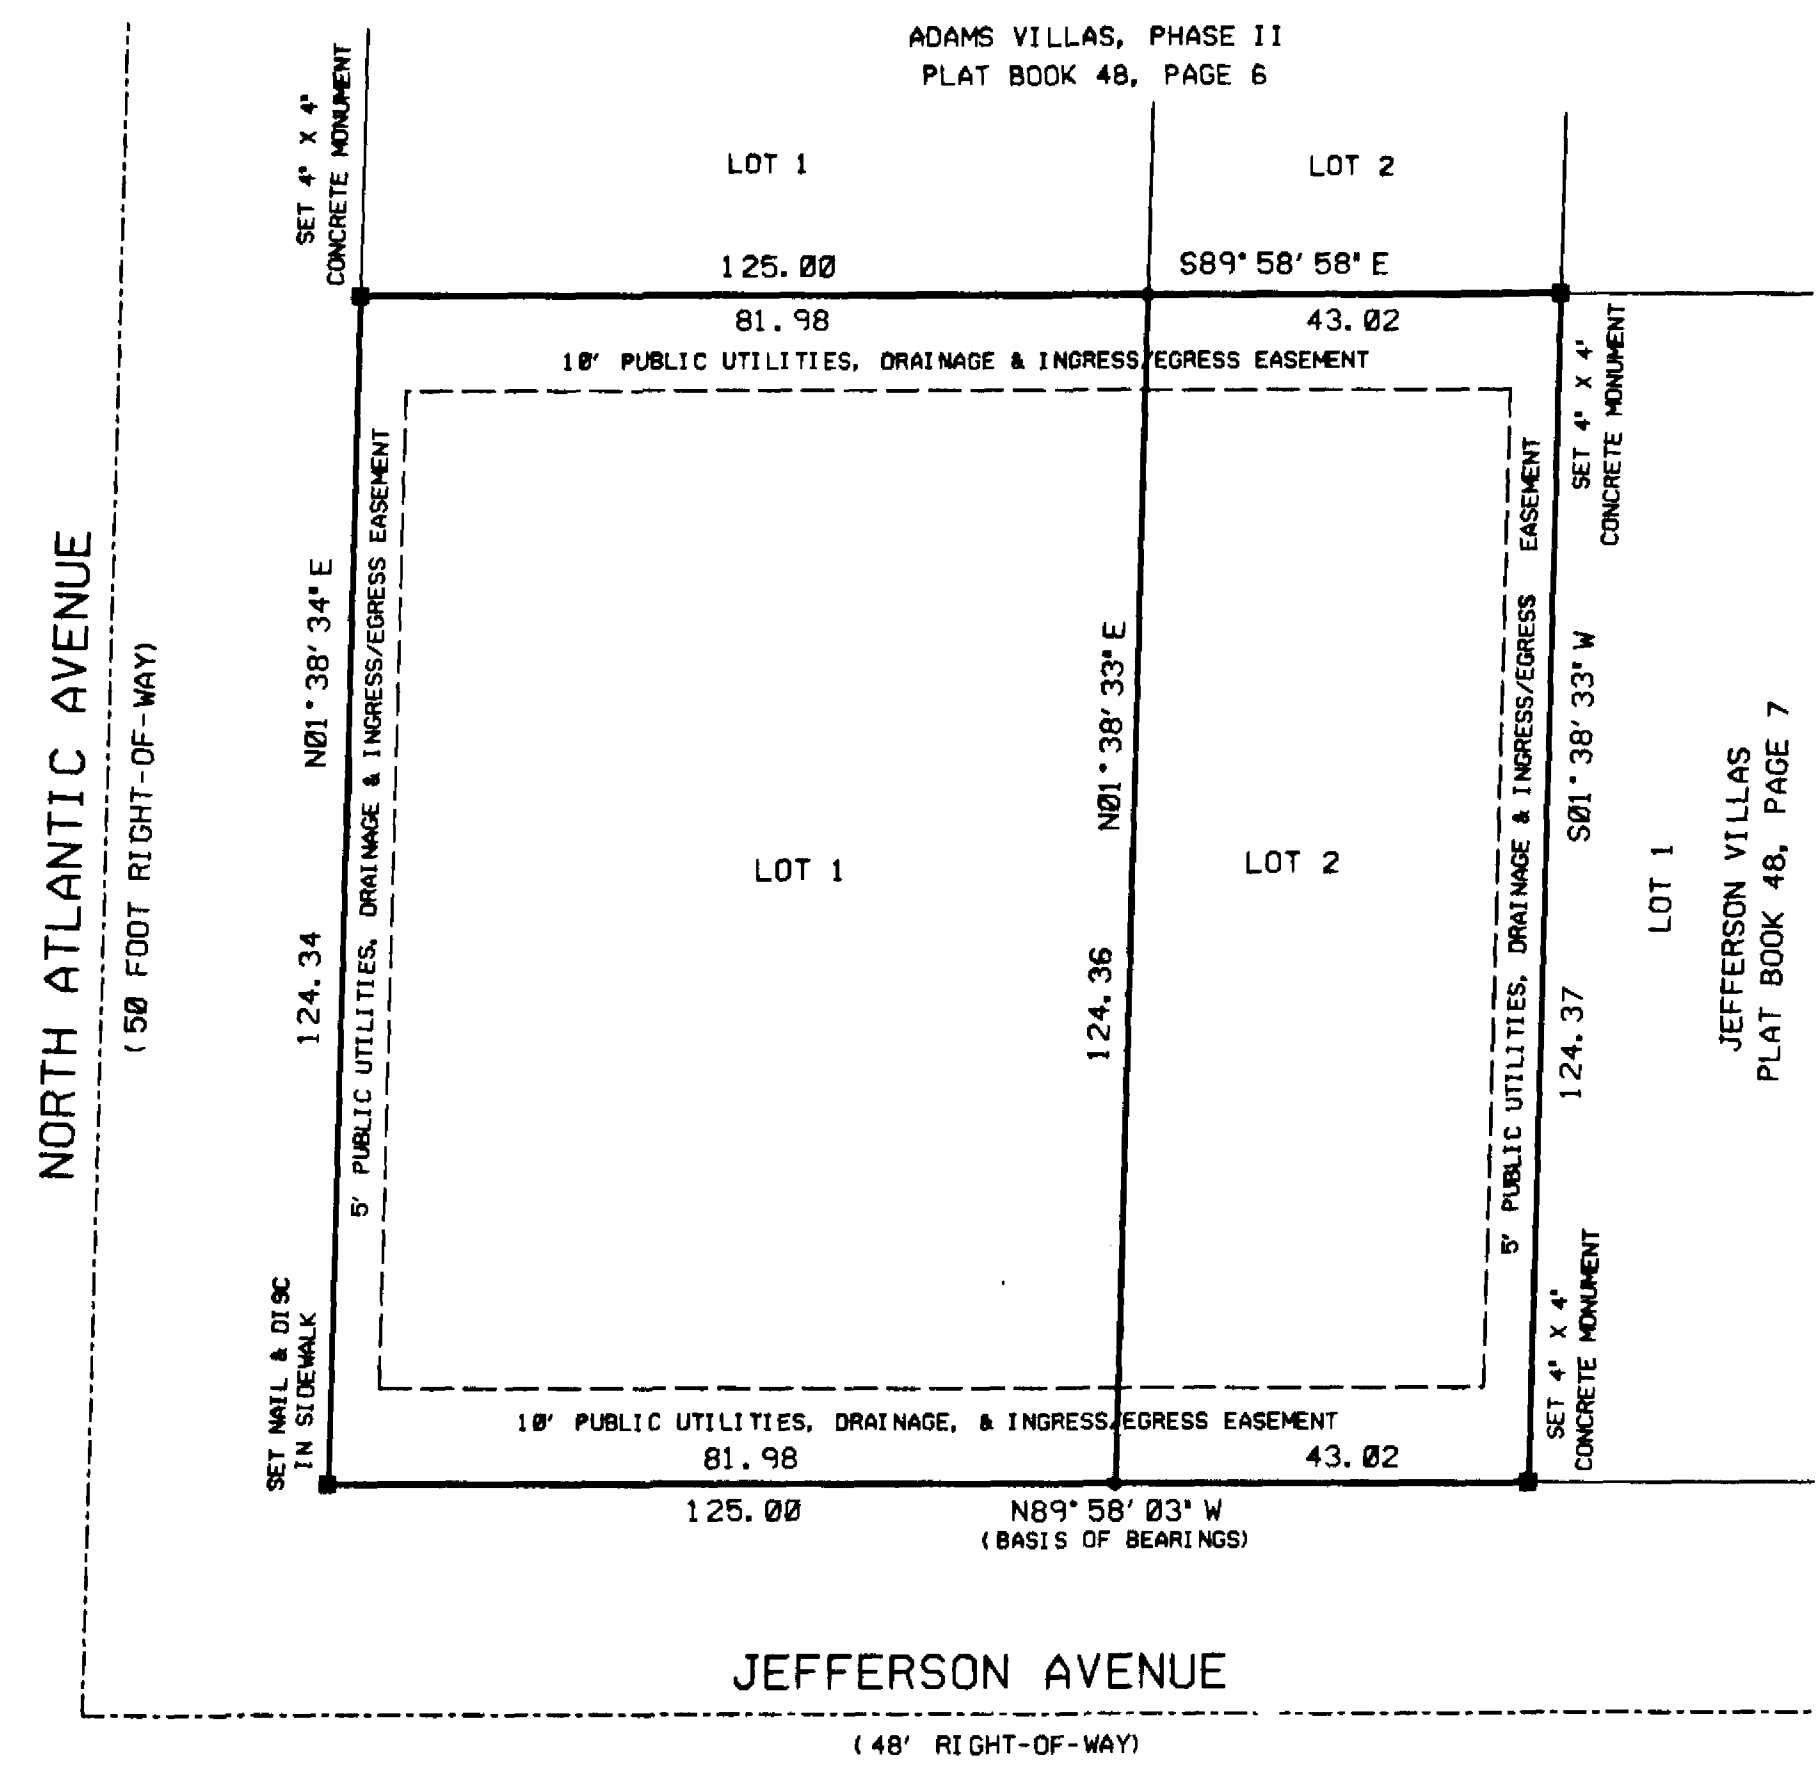 ADAMS VILLAS, PHASE II
PLAT BOOK 48, PAGE 6
SET 4" X 4"
CONCRETE MONUMENT
LOT 1
LOT 2
125.00
S89°58'58" E
81.98
43.02
10' PUBLIC UTILITIES, DRAINAGE & INGRESS/EGRESS EASEMENT
SET 4" X 4"
CONCRETE MONUMENT
NORTH ATLANTIC AVENUE
(50 FOOT RIGHT-OF-WAY)
N01°38'34" E
124.34
5' PUBLIC UTILITIES, DRAINAGE & INGRESS/EGRESS EASEMENT
LOT 1
N01°38'33" E
124.36
LOT 2
5' PUBLIC UTILITIES, DRAINAGE & INGRESS/EGRESS EASEMENT
S01°38'33" W
124.37
LOT 1
JEFFERSON VILLAS
PLAT BOOK 48, PAGE 7
SET NAIL & DISC
IN SIDEWALK
SET 4" X 4"
CONCRETE MONUMENT
10' PUBLIC UTILITIES, DRAINAGE, & INGRESS/EGRESS EASEMENT
81.98
43.02
125.00
N89°58'03" W
(BASIS OF BEARINGS)
JEFFERSON AVENUE
(48' RIGHT-OF-WAY)